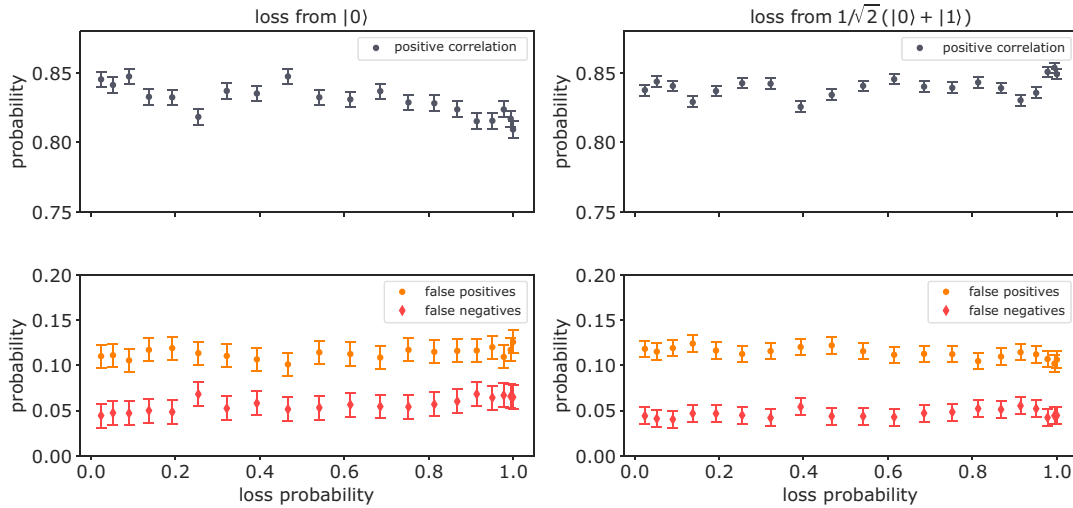 loss from |0⟩
positive correlation
probability
0.85
0.80
0.75
loss from 1/√2 (|0⟩ + |1⟩)
positive correlation
probability
0.85
0.80
0.75
false positives
false negatives
probability
0.20
0.15
0.10
0.05
0.00
0.0 0.2 0.4 0.6 0.8 1.0
loss probability
false positives
false negatives
probability
0.20
0.15
0.10
0.05
0.00
0.0 0.2 0.4 0.6 0.8 1.0
loss probability